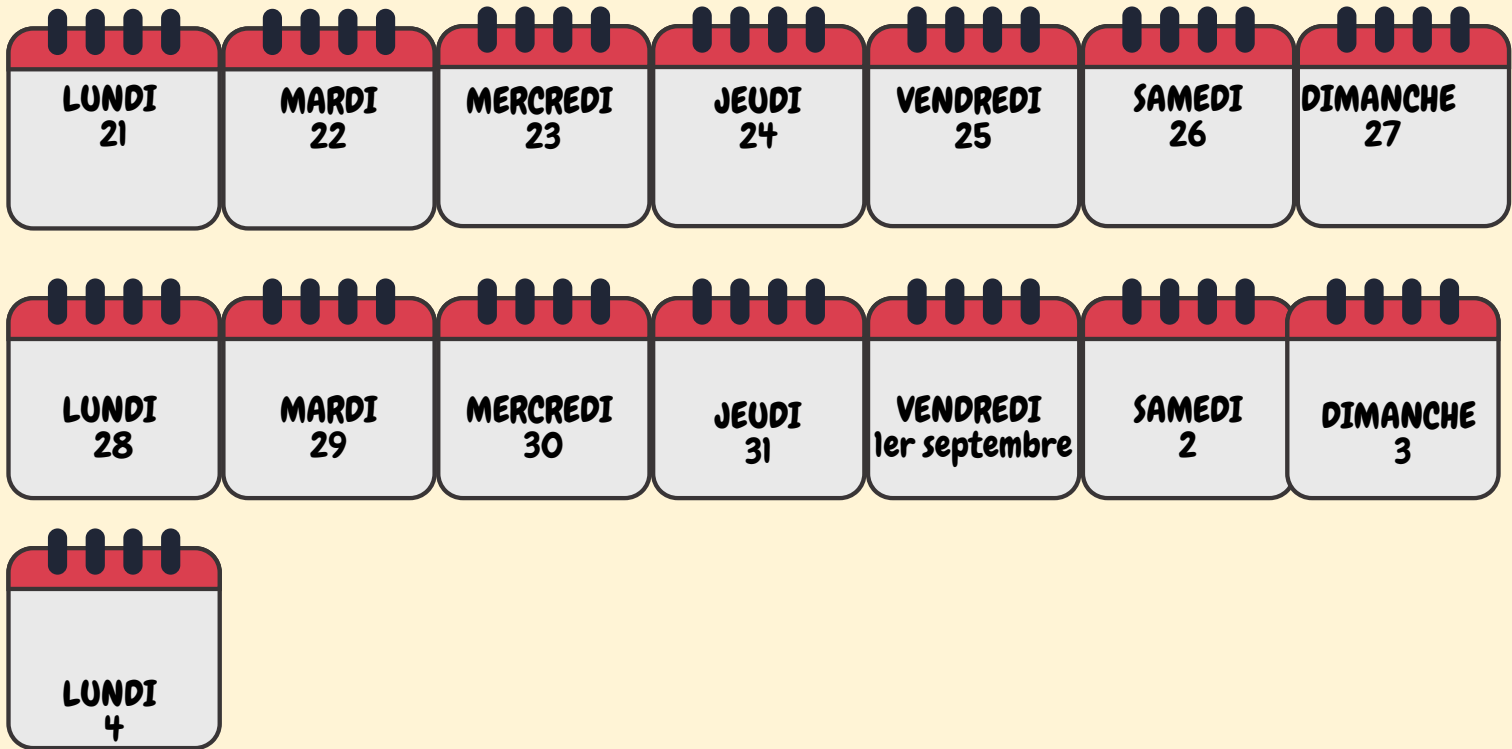 LUNDI
21
MARDI
22
MERCREDI
23
JEUDI
24
VENDREDI
25
SAMEDI
26
DIMANCHE
27
LUNDI
28
MARDI
29
MERCREDI
30
JEUDI
31
VENDREDI
1er septembre
SAMEDI
2
DIMANCHE
3
LUNDI
4